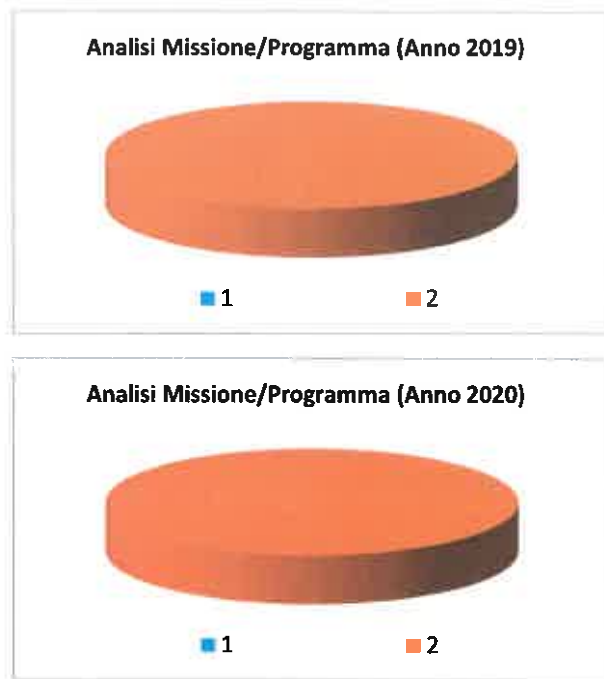 Analisi Missione/Programma (Anno 2019)
1 2
Analisi Missione/Programma (Anno 2020)
1 2